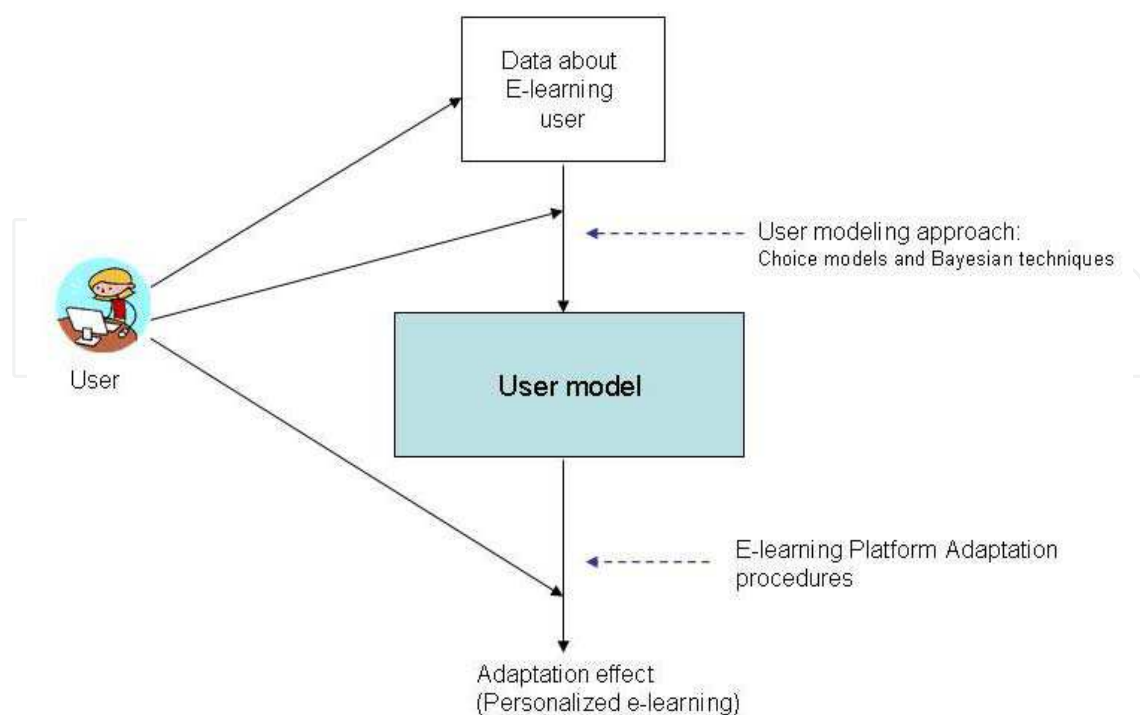 Data about
E-learning
user
User modeling approach:
Choice models and Bayesian techniques
User
User model
E-learning Platform Adaptation
procedures
Adaptation effect
(Personalized e-learning)